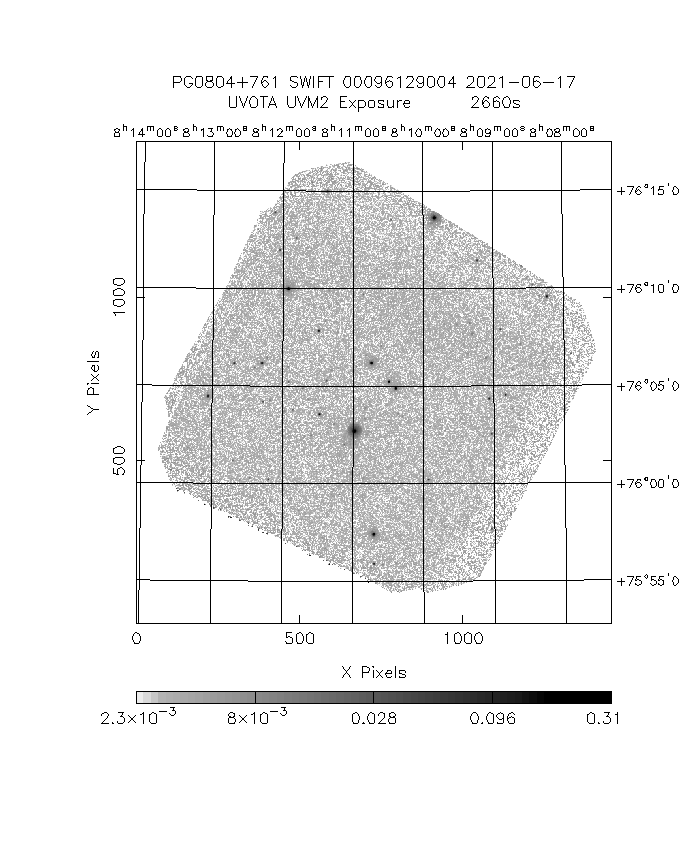 PG0804+761 SWIFT 00096129004 2021-06-17
UVOTA UVM2 Exposure 2660s
8ʰ14ᵐ00ˢ 8ʰ13ᵐ00ˢ 8ʰ12ᵐ00ˢ 8ʰ11ᵐ00ˢ 8ʰ10ᵐ00ˢ 8ʰ09ᵐ00ˢ 8ʰ08ᵐ00ˢ
+76°15'0
+76°10'0
+76°05'0
+76°00'0
+75°55'0
1000
500
Y Pixels
0 500 1000
X Pixels
2.3×10⁻³ 8×10⁻³ 0.028 0.096 0.31